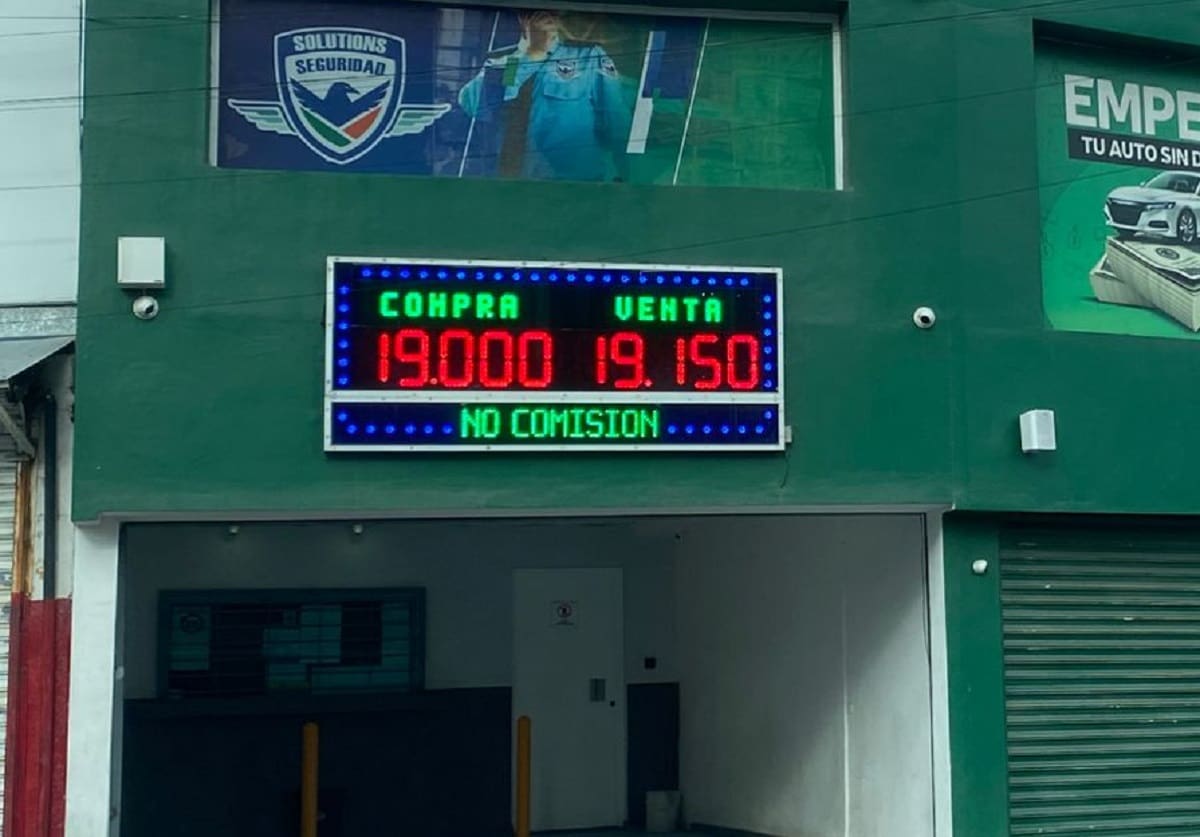 SOLUTIONS
SEGURIDAD
EMPE
TU AUTO SIN D
COMPRA VENTA
19.000 19.150
NO COMISION